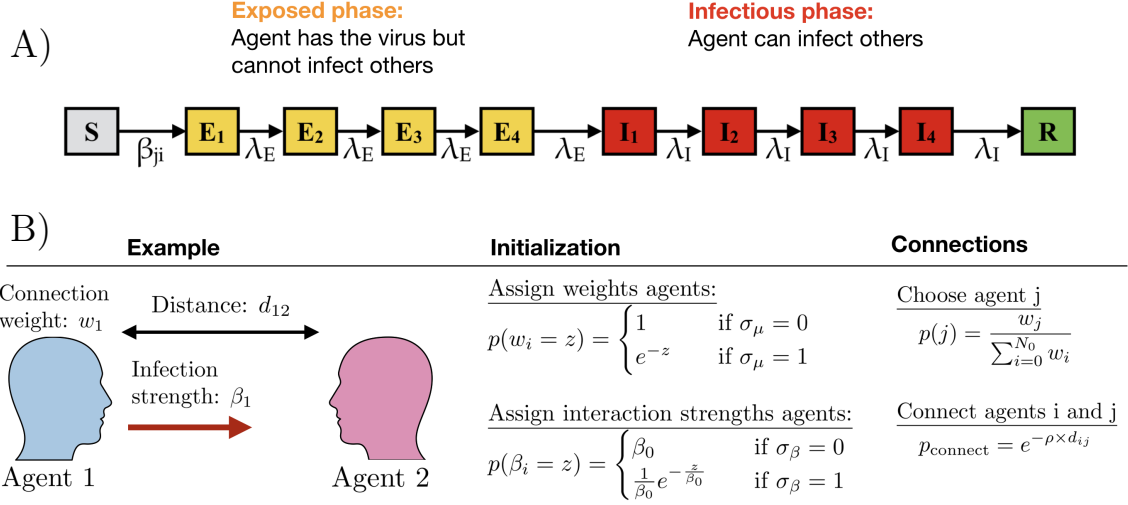 A)
Exposed phase:
Agent has the virus but
cannot infect others
Infectious phase:
Agent can infect others
S E₁ E₂ E₃ E₄ I₁ I₂ I₃ I₄ R
βji λE λE λE λE λI λI λI λI
B)
Example
Connection
weight: w₁
Distance: d₁₂
Infection
strength: β₁
Agent 1
Agent 2
Initialization
Assign weights agents:
p(wᵢ = z) = { 1 if σμ = 0
e^{−z} if σμ = 1
Assign interaction strengths agents:
p(βᵢ = z) = { β₀ if σβ = 0
1/β₀ e^{−z/β₀} if σβ = 1
Connections
Choose agent j
p(j) = wⱼ / ∑_{i=0}^{N₀} wᵢ
Connect agents i and j
p_connect = e^{−ρ×d_{ij}}